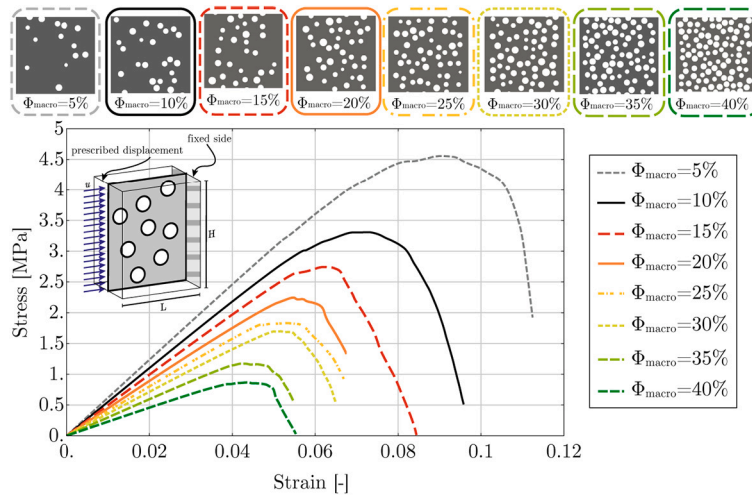 Φmacro=5% Φmacro=10% Φmacro=15% Φmacro=20% Φmacro=25% Φmacro=30% Φmacro=35% Φmacro=40%
5
4.5
4.
3.5
3.
2.5
2.
1.5
1.
0.5
0.
Stress [MPa]
prescribed displacement
fixed side
u
H
L
0. 0.02 0.04 0.06 0.08 0.1 0.12
Strain [-]
Φmacro=5%
Φmacro=10%
Φmacro=15%
Φmacro=20%
Φmacro=25%
Φmacro=30%
Φmacro=35%
Φmacro=40%